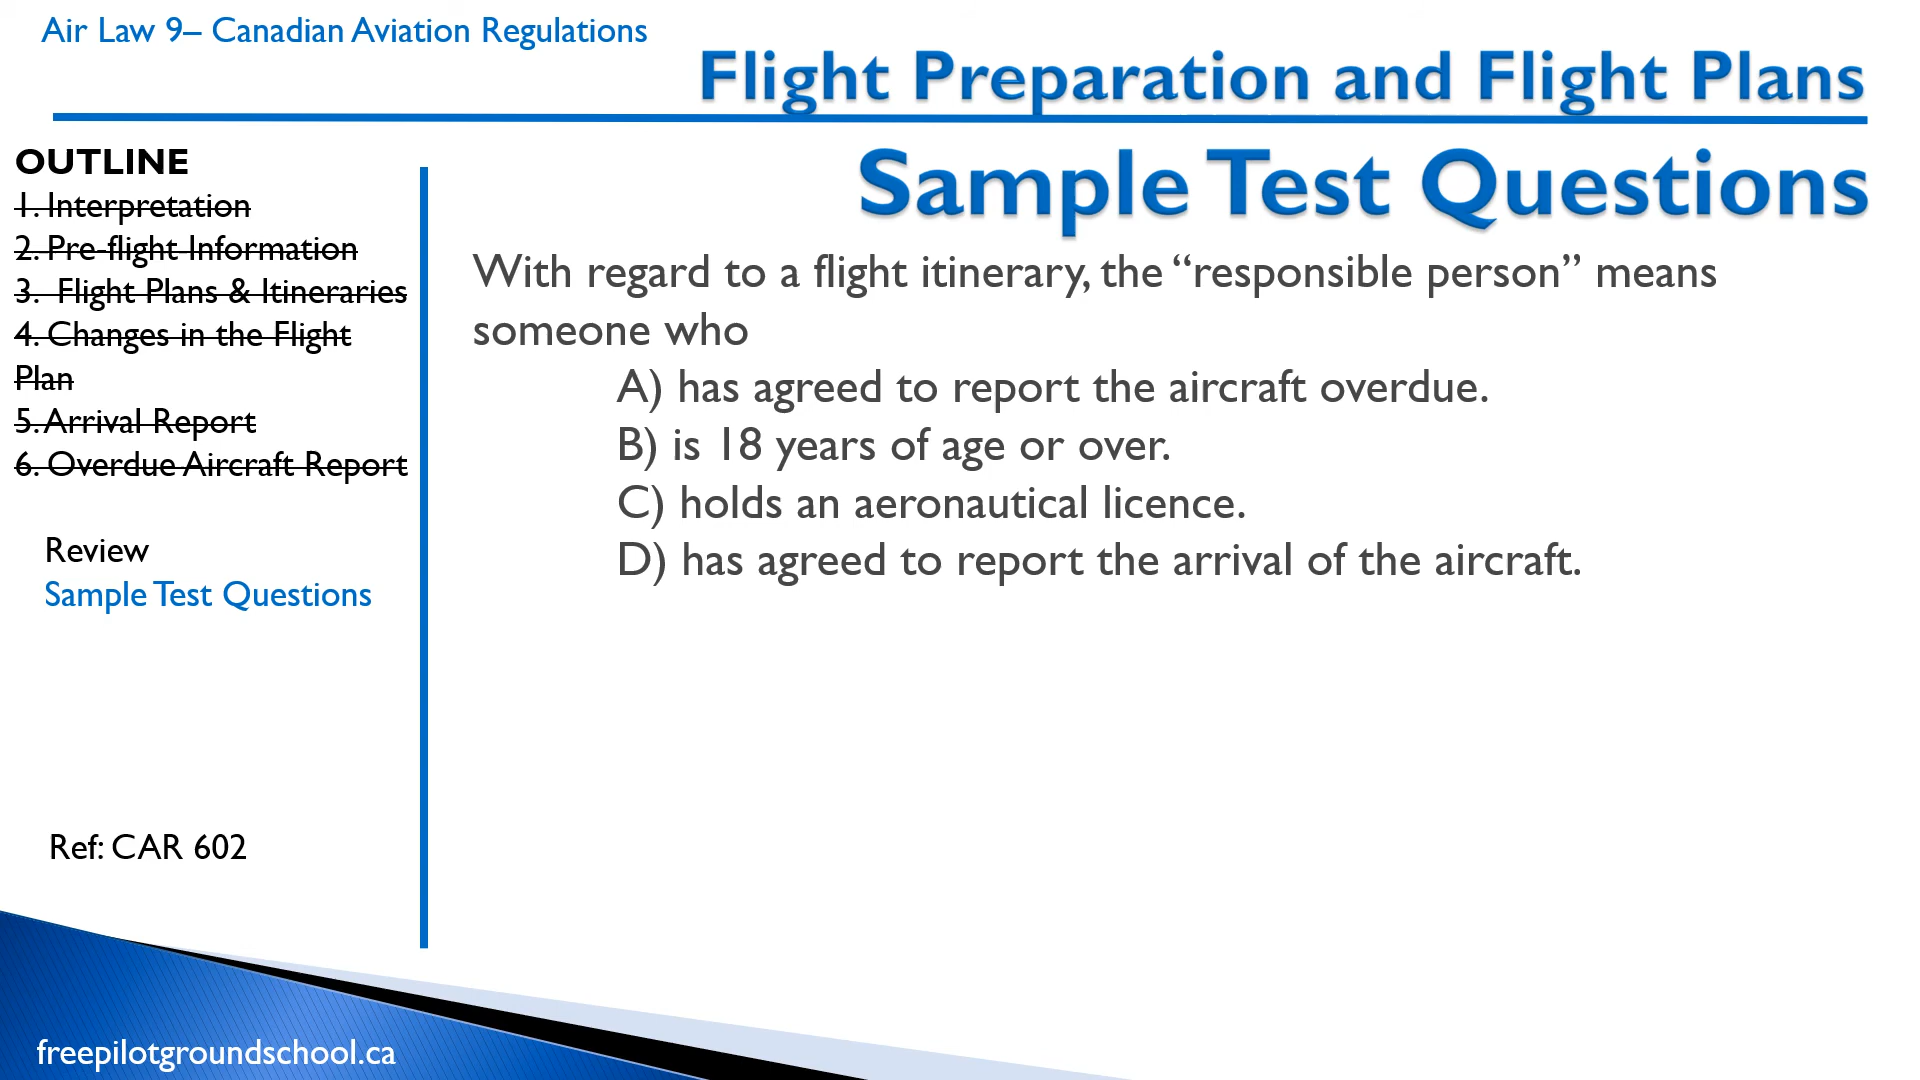 Air Law 9– Canadian Aviation Regulations
Flight Preparation and Flight Plans
OUTLINE
1. Interpretation
2. Pre-flight Information
3. Flight Plans & Itineraries
4. Changes in the Flight
Plan
5. Arrival Report
6. Overdue Aircraft Report
Review
Sample Test Questions
Ref: CAR 602
Sample Test Questions
With regard to a flight itinerary, the “responsible person” means
someone who
A) has agreed to report the aircraft overdue.
B) is 18 years of age or over.
C) holds an aeronautical licence.
D) has agreed to report the arrival of the aircraft.
freepilotgroundschool.ca